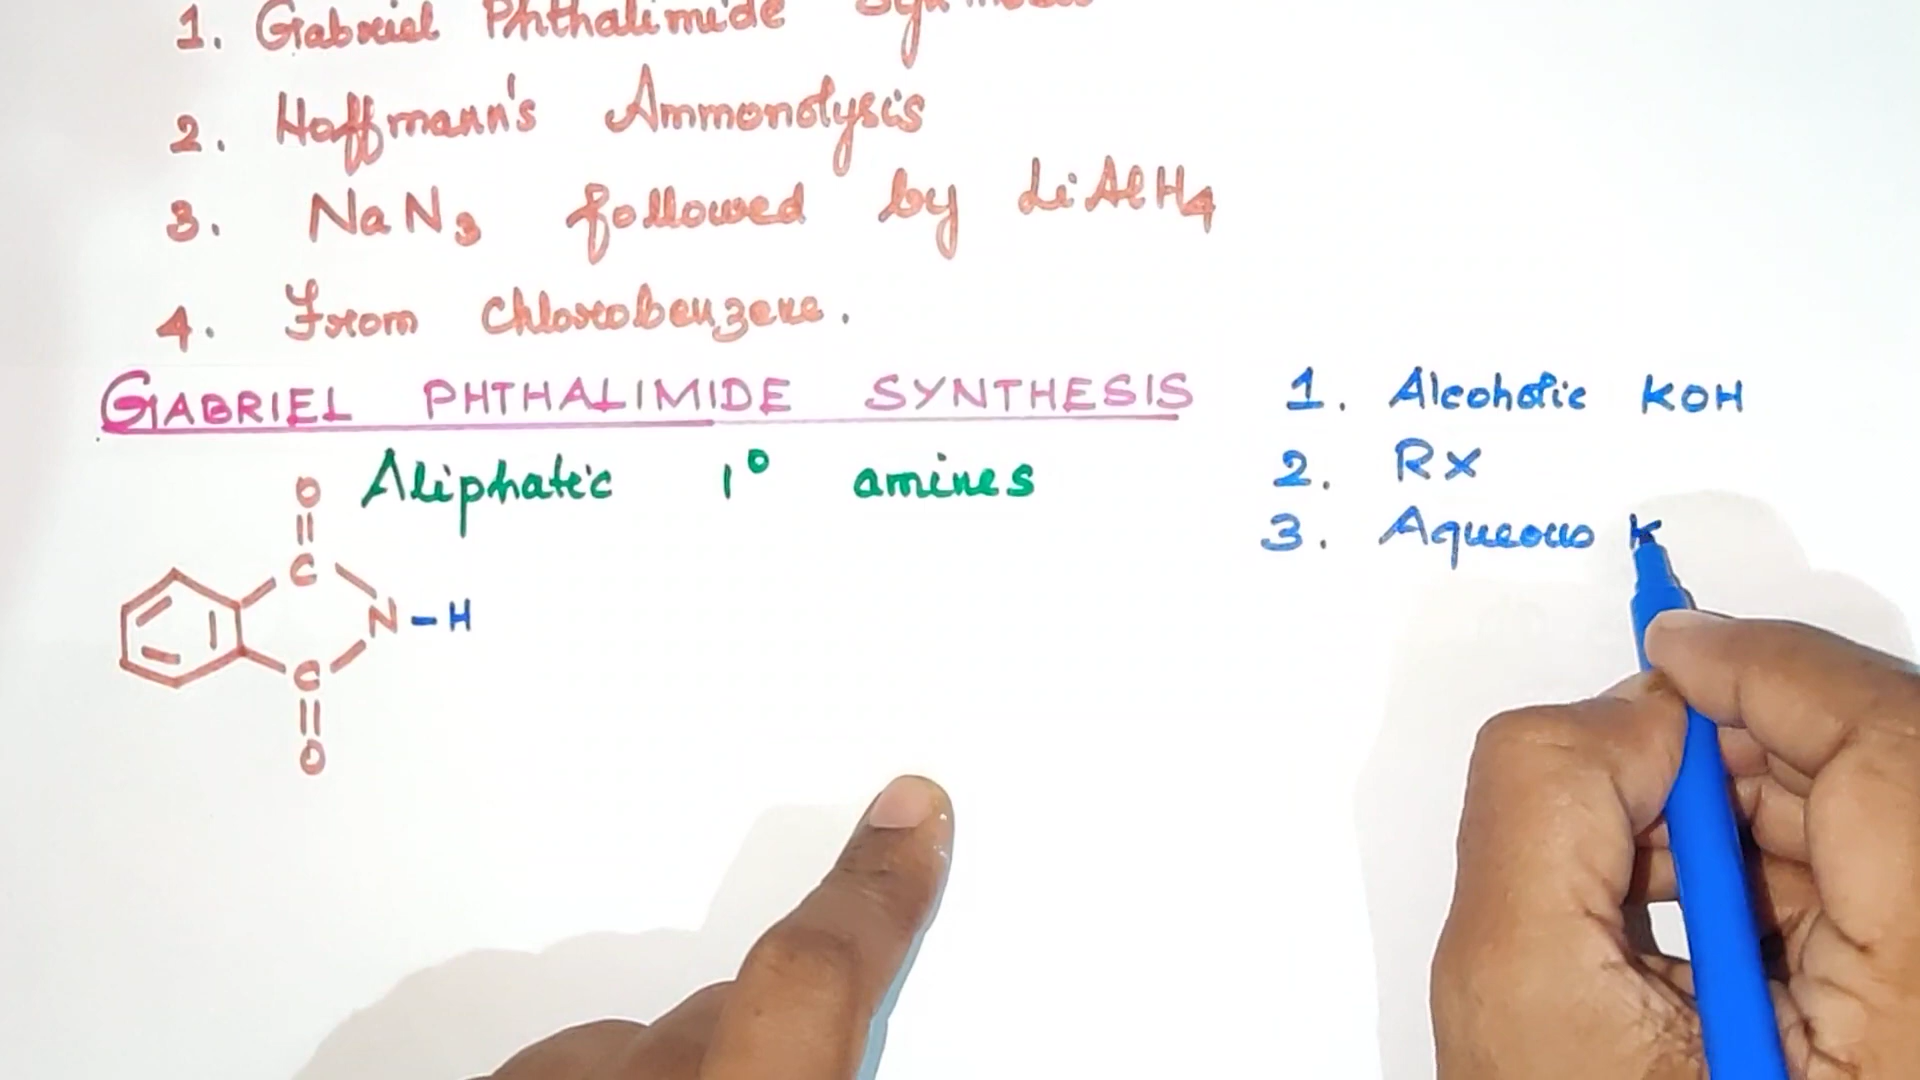 1. Gabriel Phthalimide Synthesis
2. Hoffmann's Ammonolysis
3. NaN3 followed by LiAlH4
4. From Chlorobenzene.
GABRIEL PHTHALIMIDE SYNTHESIS
Aliphatic 1° amines
1. Alcoholic KOH
2. RX
3. Aqueous K
O
C
N-H
C
O